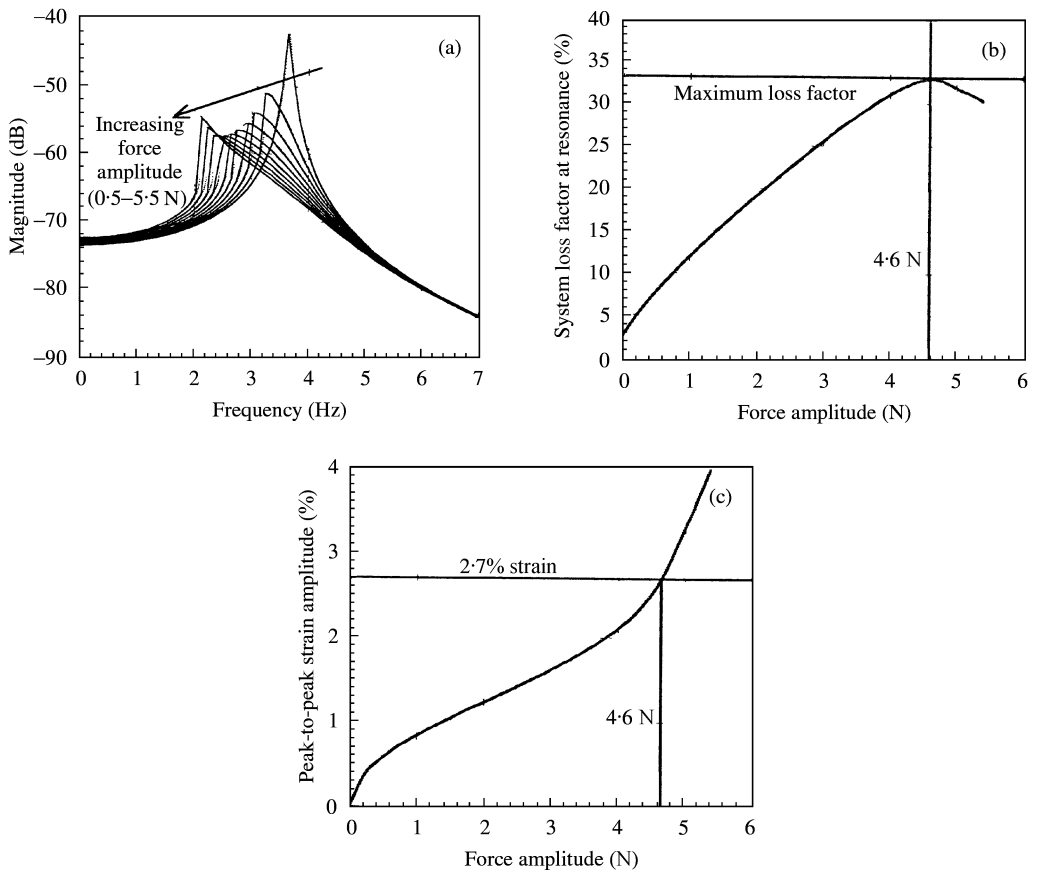 −40
−50
−60
−70
−80
−90
Magnitude (dB)
(a)
Increasing
force
amplitude
(0·5–5·5 N)
0 1 2 3 4 5 6 7
Frequency (Hz)
40
35
30
25
20
15
10
5
0
System loss factor at resonance (%)
(b)
Maximum loss factor
4·6 N
0 1 2 3 4 5 6
Force amplitude (N)
4
3
2
1
0
Peak-to-peak strain amplitude (%)
(c)
2·7% strain
4·6 N
0 1 2 3 4 5 6
Force amplitude (N)